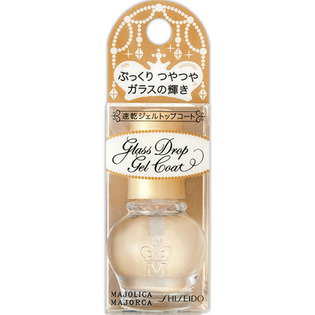 ぷっくり つやつや
ガラスの輝き
速乾ジェルトップコート
Glass Drop
Gel Coat
M
MAJOLICA
MAJORCA
SHISEIDO